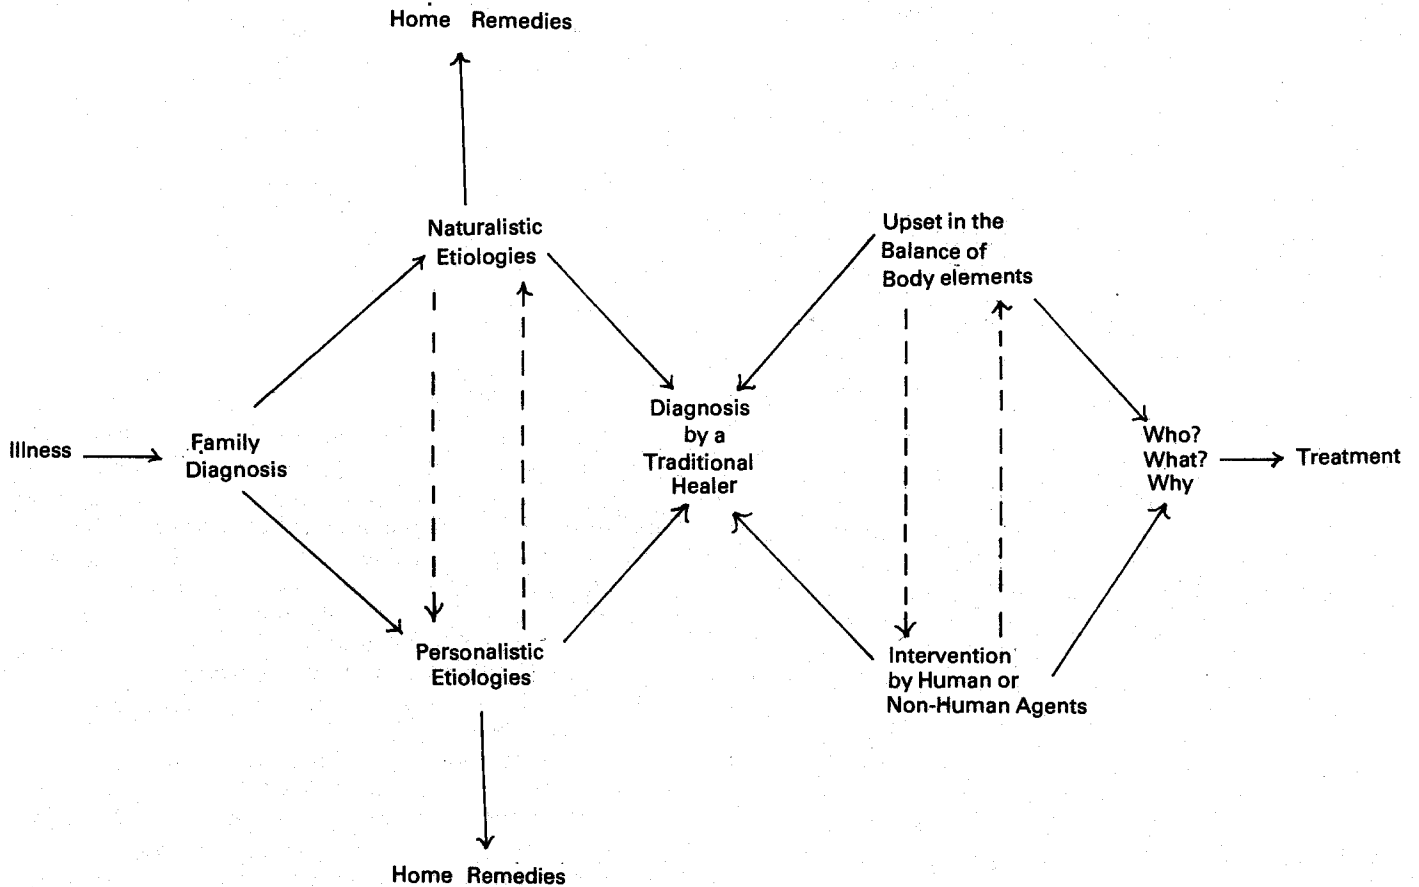 Home Remedies
Naturalistic
Etiologies
Upset in the
Balance of
Body elements
Illness
Family
Diagnosis
Diagnosis
by a
Traditional
Healer
Who?
What?
Why
Treatment
Personalistic
Etiologies
Intervention
by Human or
Non-Human Agents
Home Remedies